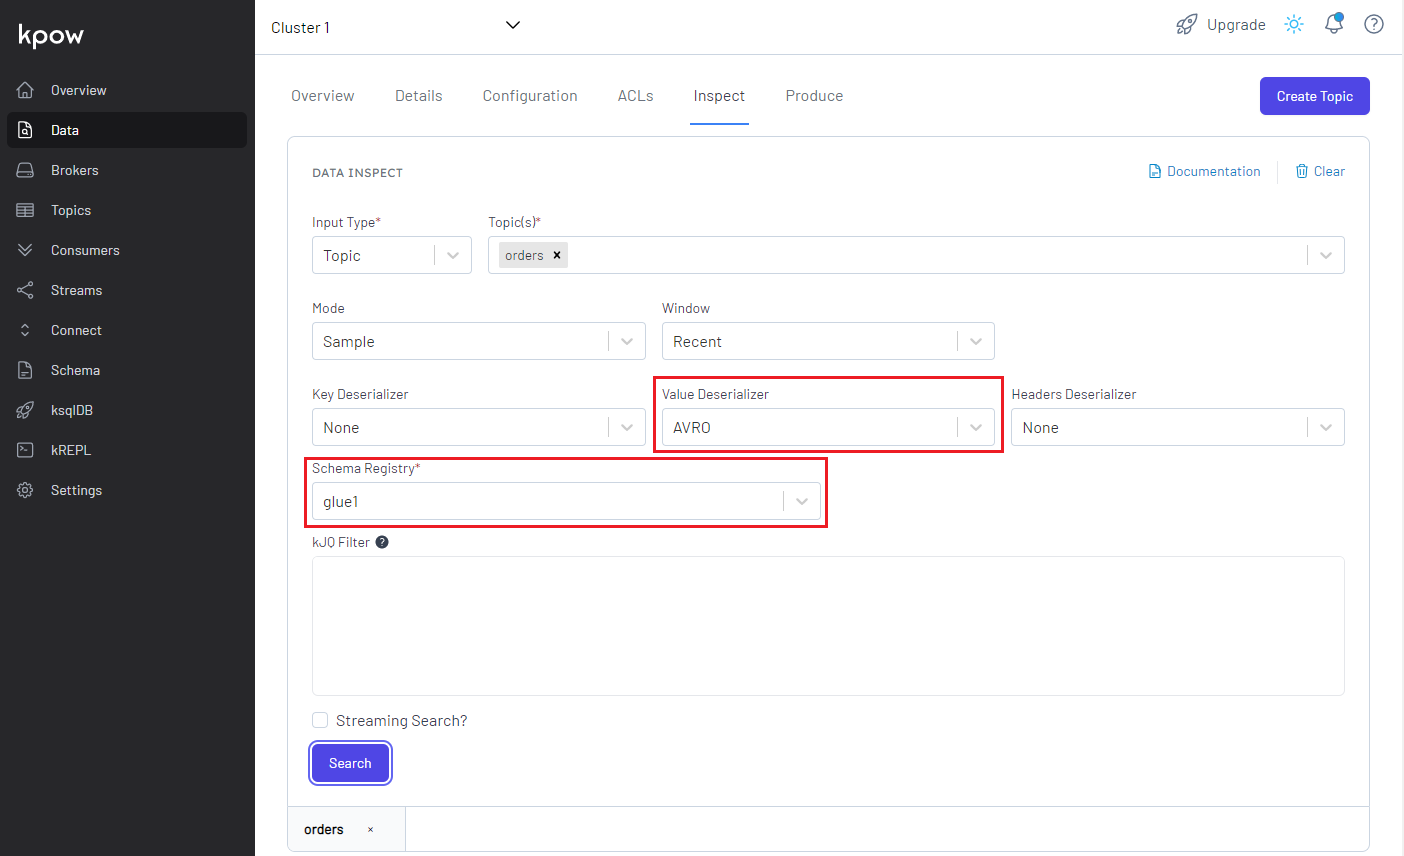 kpow
Overview
Data
Brokers
Topics
Consumers
Streams
Connect
Schema
ksqlDB
kREPL
Settings
Cluster 1
Upgrade
Overview Details Configuration ACLs Inspect Produce
Create Topic
DATA INSPECT
Documentation
Clear
Input Type* Topic(s)*
Topic orders ×
Mode Window
Sample Recent
Key Deserializer Value Deserializer Headers Deserializer
None AVRO None
Schema Registry*
glue1
kJQ Filter ?
Streaming Search?
Search
orders ×